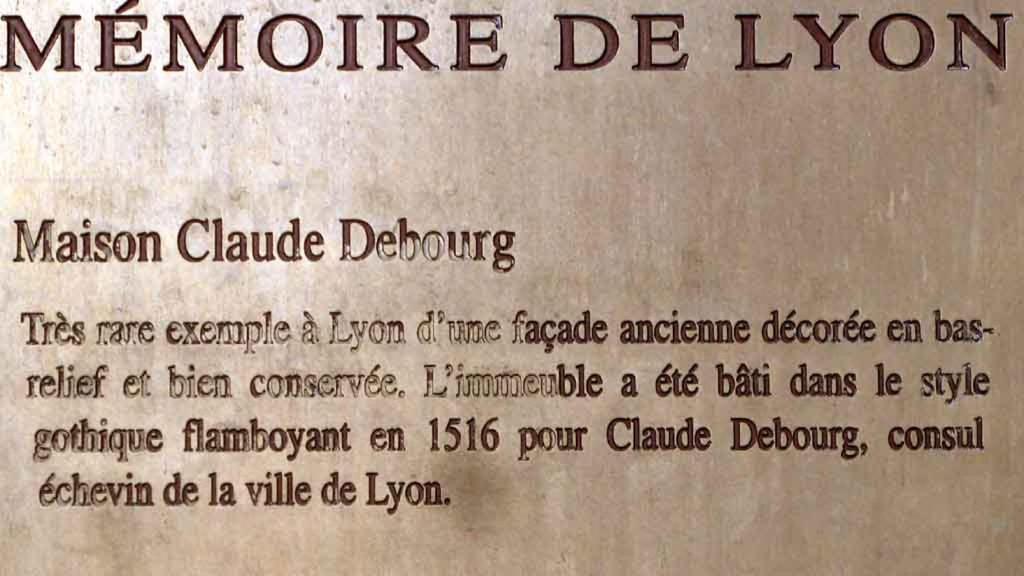 MÉMOIRE DE LYON
Maison Claude Debourg
Très rare exemple à Lyon d'une façade ancienne décorée en bas-
relief et bien conservée. L'immeuble a été bâti dans le style
gothique flamboyant en 1516 pour Claude Debourg, consul
échevin de la ville de Lyon.